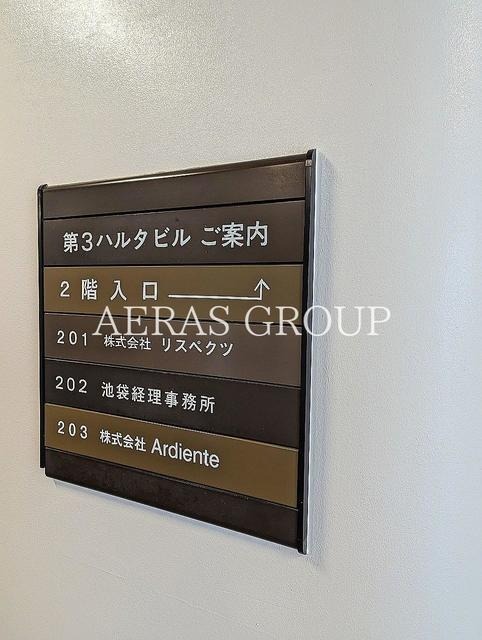 第3ハルタビル ご案内
2 階 入 口
AERAS GROUP
201 株式会社 リスペクツ
202 池袋経理事務所
203 株式会社 Ardiente